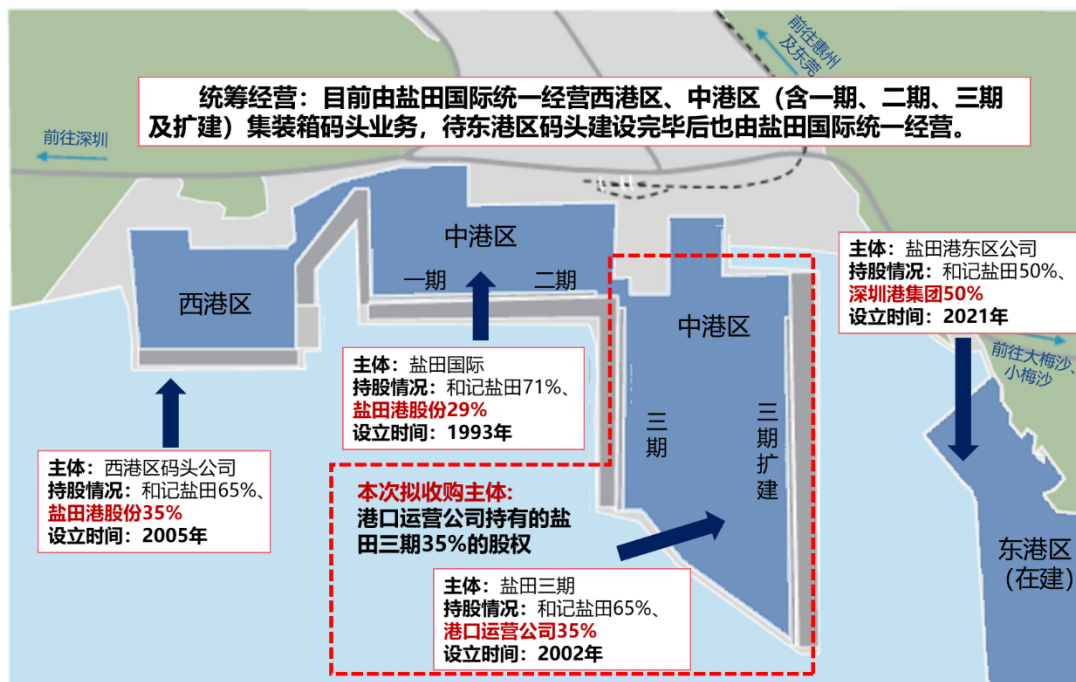 前往惠州
及东莞
统筹经营：目前由盐田国际统一经营西港区、中港区（含一期、二期、三期
及扩建）集装箱码头业务，待东港区码头建设完毕后也由盐田国际统一经营。
前往深圳
中港区
一期
二期
西港区
中港区
三期
三期扩建
主体：盐田港东区公司
持股情况：和记盐田50%、
深圳港集团50%
设立时间：2021年
前往大梅沙、
小梅沙
主体：盐田国际
持股情况：和记盐田71%、
盐田港股份29%
设立时间：1993年
主体：西港区码头公司
持股情况：和记盐田65%、
盐田港股份35%
设立时间：2005年
本次拟收购主体:
港口运营公司持有的盐
田三期35%的股权
主体：盐田三期
持股情况：和记盐田65%、
港口运营公司35%
设立时间：2002年
东港区
（在建）